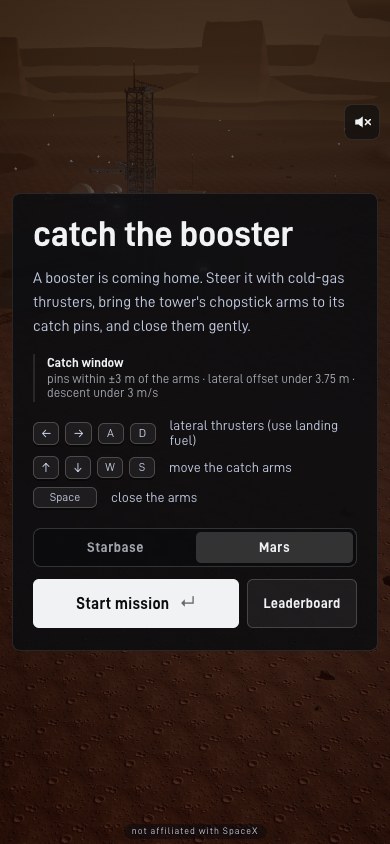 catch the booster
A booster is coming home. Steer it with cold-gas
thrusters, bring the tower's chopstick arms to its
catch pins, and close them gently.
Catch window
pins within ±3 m of the arms · lateral offset under 3.75 m ·
descent under 3 m/s
← → A D lateral thrusters (use landing
fuel)
↑ ↓ W S move the catch arms
Space close the arms
Starbase Mars
Start mission ↵ Leaderboard
not affiliated with SpaceX